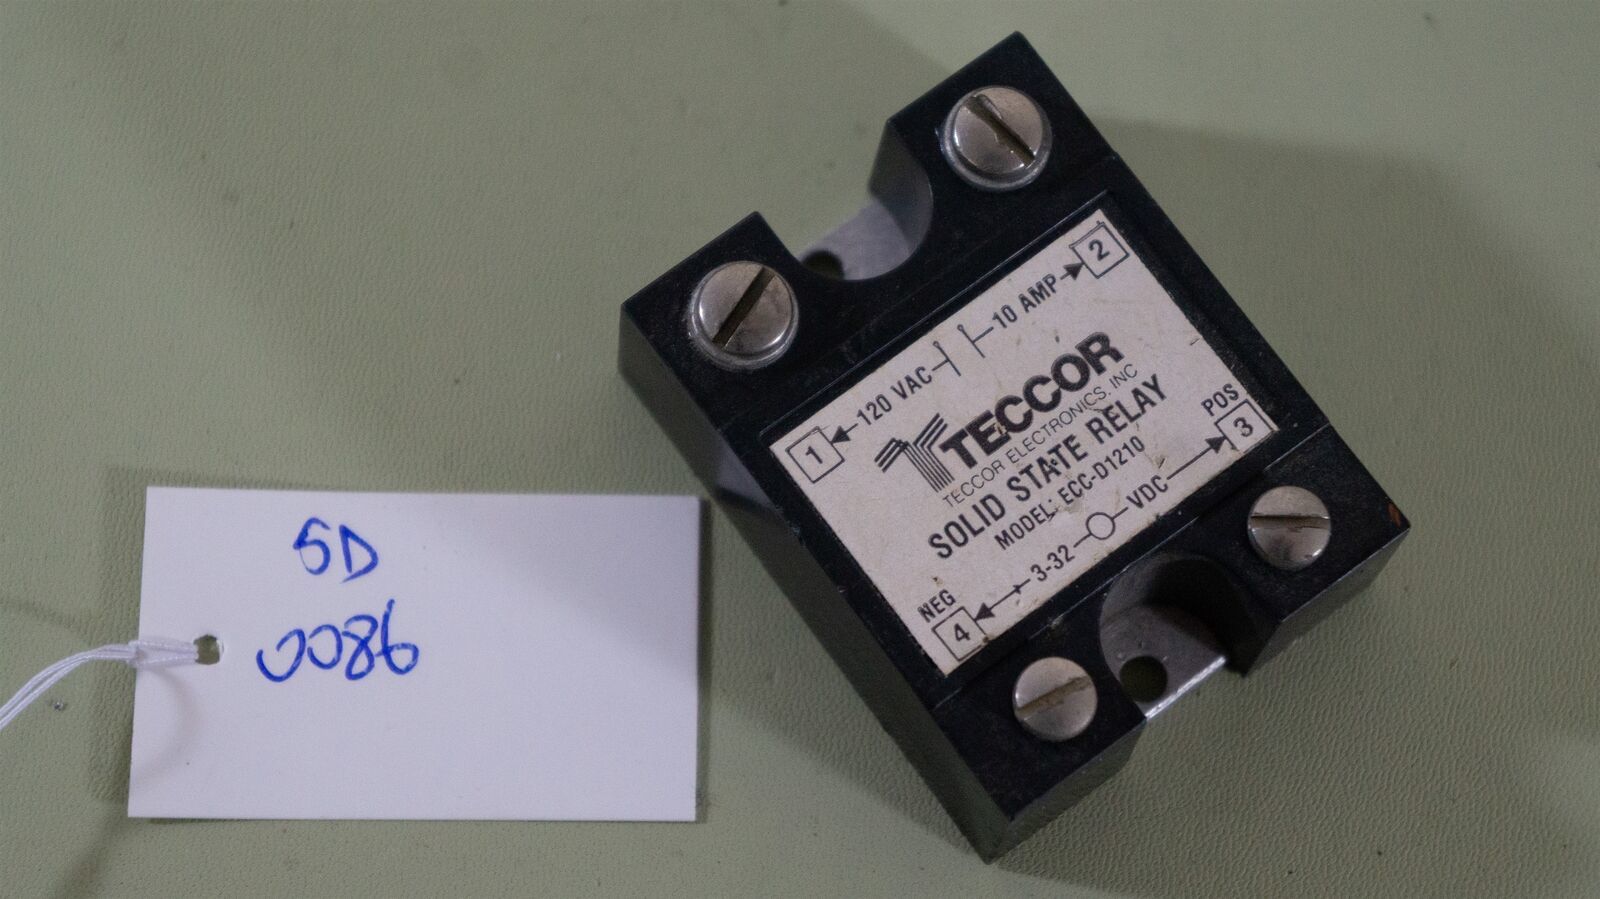 5D
0086
1 120 VAC 10 AMP 2
TECCOR
TECCOR ELECTRONICS, INC
SOLID STATE RELAY
MODEL: ECC-D1210
NEG POS
4 3-32 VDC 3